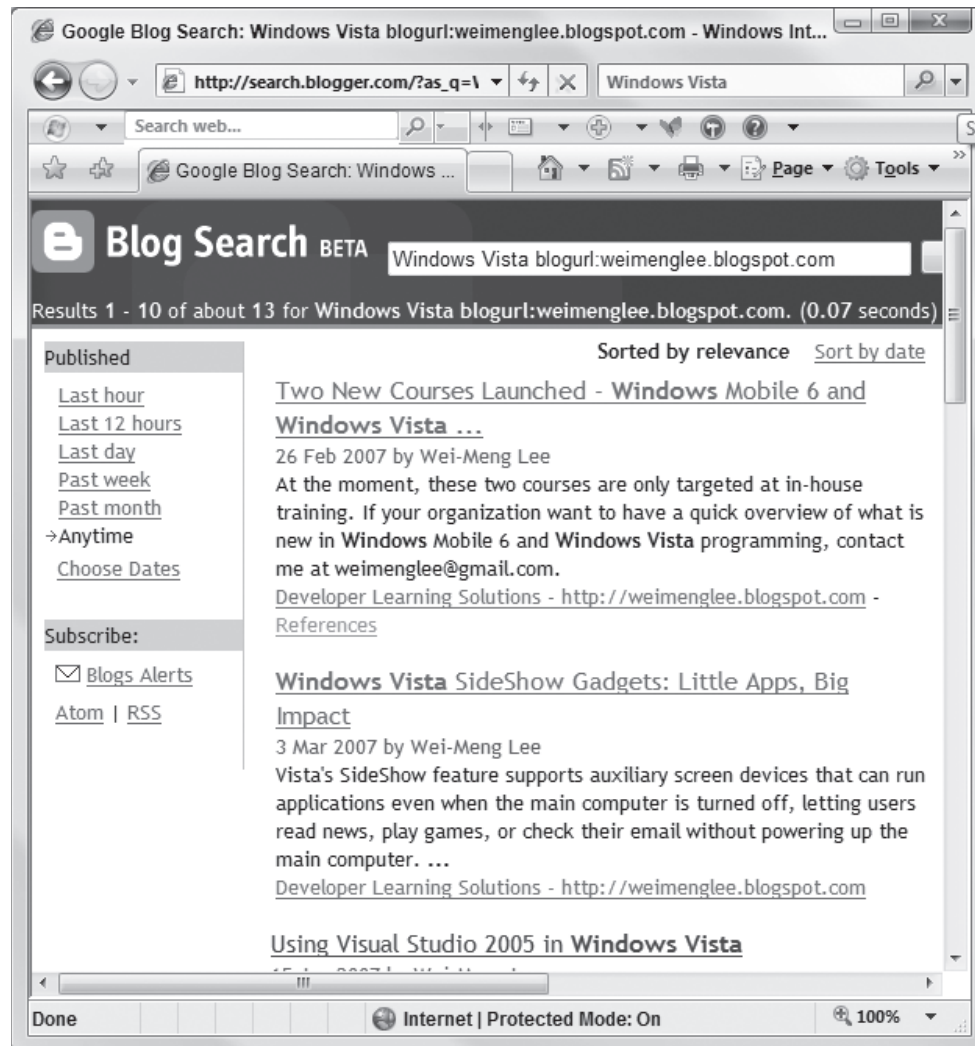 Google Blog Search: Windows Vista blogurl:weimenglee.blogspot.com - Windows Int...
http://search.blogger.com/?as_q=\
Windows Vista
Search web...
Google Blog Search: Windows ...
Page
Tools
Blog Search BETA
Windows Vista blogurl:weimenglee.blogspot.com
Results 1 - 10 of about 13 for Windows Vista blogurl:weimenglee.blogspot.com. (0.07 seconds)
Published
Last hour
Last 12 hours
Last day
Past week
Past month
→Anytime
Choose Dates
Subscribe:
Blogs Alerts
Atom | RSS
Sorted by relevance Sort by date
Two New Courses Launched - Windows Mobile 6 and
Windows Vista ...
26 Feb 2007 by Wei-Meng Lee
At the moment, these two courses are only targeted at in-house
training. If your organization want to have a quick overview of what is
new in Windows Mobile 6 and Windows Vista programming, contact
me at weimenglee@gmail.com.
Developer Learning Solutions - http://weimenglee.blogspot.com -
References
Windows Vista SideShow Gadgets: Little Apps, Big
Impact
3 Mar 2007 by Wei-Meng Lee
Vista's SideShow feature supports auxiliary screen devices that can run
applications even when the main computer is turned off, letting users
read news, play games, or check their email without powering up the
main computer. ...
Developer Learning Solutions - http://weimenglee.blogspot.com
Using Visual Studio 2005 in Windows Vista
Done
Internet | Protected Mode: On
100%